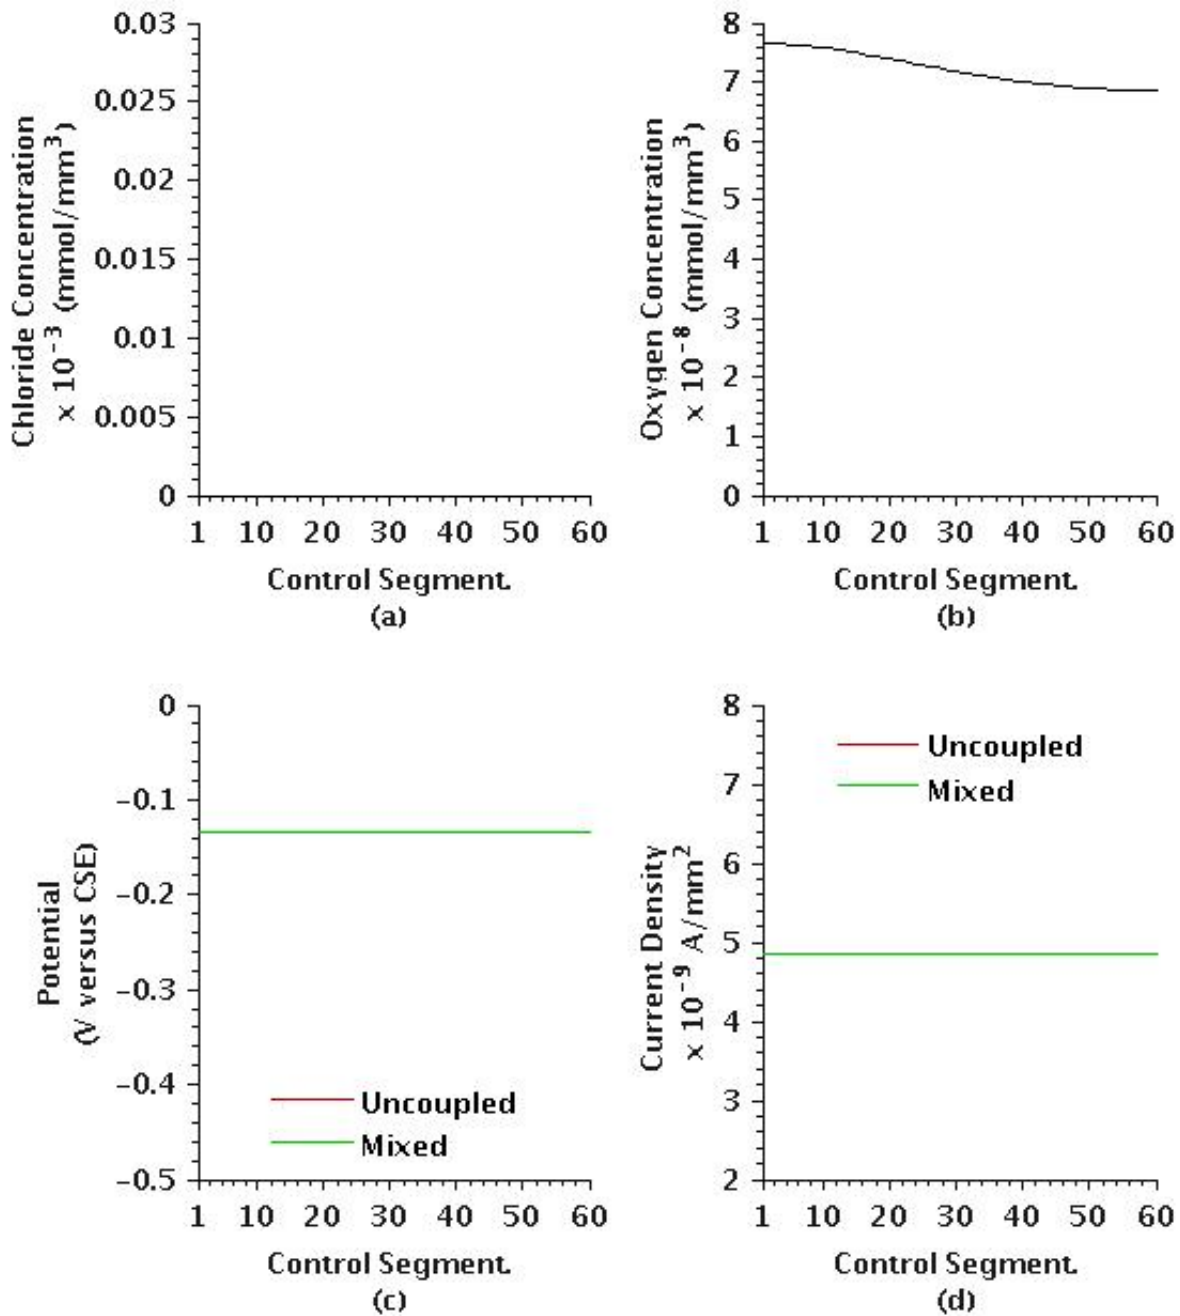 Chloride Concentration
× 10⁻³ (mmol/mm³)
0.03
0.025
0.02
0.015
0.01
0.005
0
1 10 20 30 40 50 60
Control Segment.
(a)
Oxygen Concentration
× 10⁻⁸ (mmol/mm³)
8
7
6
5
4
3
2
1
0
1 10 20 30 40 50 60
Control Segment.
(b)
Potential
(V versus CSE)
0
−0.1
−0.2
−0.3
−0.4
−0.5
Uncoupled
Mixed
1 10 20 30 40 50 60
Control Segment.
(c)
Current Density
× 10⁻⁹ A/mm²
8
7
6
5
4
3
2
Uncoupled
Mixed
1 10 20 30 40 50 60
Control Segment.
(d)